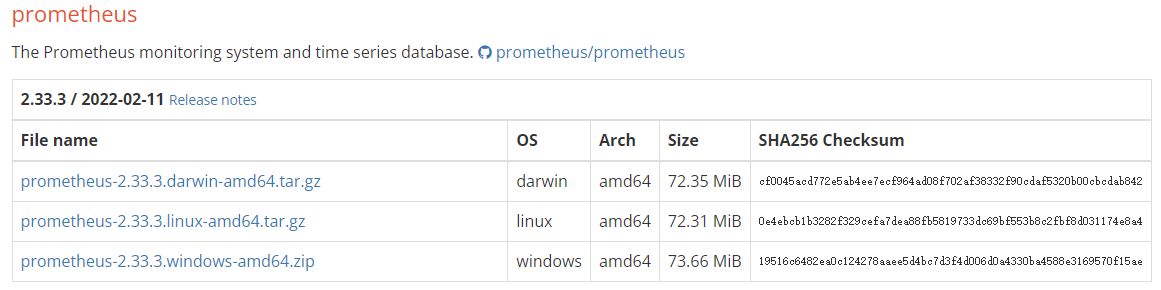 prometheus
The Prometheus monitoring system and time series database. prometheus/prometheus
2.33.3 / 2022-02-11 Release notes
File name OS Arch Size SHA256 Checksum
prometheus-2.33.3.darwin-amd64.tar.gz darwin amd64 72.35 MiB cf0045acd772e5ab4ee7ecf964ad08f702af38332f90cdaf5320b00cbcdab842
prometheus-2.33.3.linux-amd64.tar.gz linux amd64 72.31 MiB 0e4ebcb1b3282f329cefa7dea88fb5819733dc69bf553b8c2fbf8d031174e8a4
prometheus-2.33.3.windows-amd64.zip windows amd64 73.66 MiB 19516c6482ea0c124278aaee5d4bc7d3f4d006d0a4330ba4588e3169570f15ae